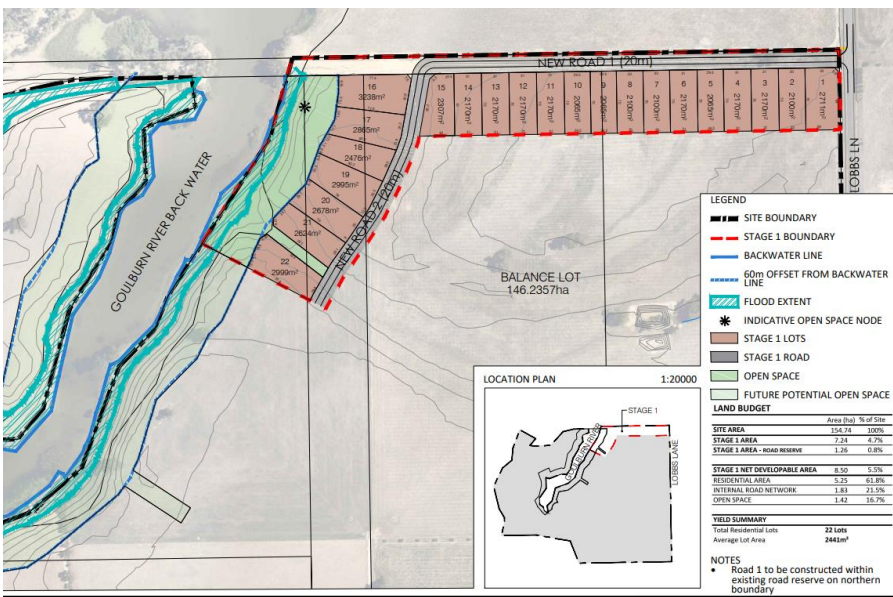 NEW ROAD 1 (20m)
16
3238m²
17
2865m²
18
2476m²
19
2995m²
20
2678m²
21
2624m²
22
2999m²
15
2307m²
14
2170m²
13
2170m²
12
2170m²
11
2170m²
10
2065m²
9
8
2100m²
7
2100m²
6
2170m²
5
2065m²
4
2170m²
3
2170m²
2
2100m²
1
2711m²
NEW ROAD 2 (20m)
LOBBS LN
GOULBURN RIVER BACK WATER
BALANCE LOT
146.2357ha
LEGEND
SITE BOUNDARY
STAGE 1 BOUNDARY
BACKWATER LINE
60m OFFSET FROM BACKWATER
LINE
FLOOD EXTENT
INDICATIVE OPEN SPACE NODE
STAGE 1 LOTS
STAGE 1 ROAD
OPEN SPACE
FUTURE POTENTIAL OPEN SPACE
LOCATION PLAN 1:20000
STAGE 1
GOULBURN RIVER
LOBBS LANE
LAND BUDGET
Area (ha) % of Site
SITE AREA 154.74 100%
STAGE 1 AREA 7.24 4.7%
STAGE 1 AREA - ROAD RESERVE 1.26 0.8%
STAGE 1 NET DEVELOPABLE AREA 8.50 5.5%
RESIDENTIAL AREA 5.25 61.8%
INTERNAL ROAD NETWORK 1.83 21.5%
OPEN SPACE 1.42 16.7%
YIELD SUMMARY
Total Residential Lots 22 Lots
Average Lot Area 2441m²
NOTES
• Road 1 to be constructed within
existing road reserve on northern
boundary